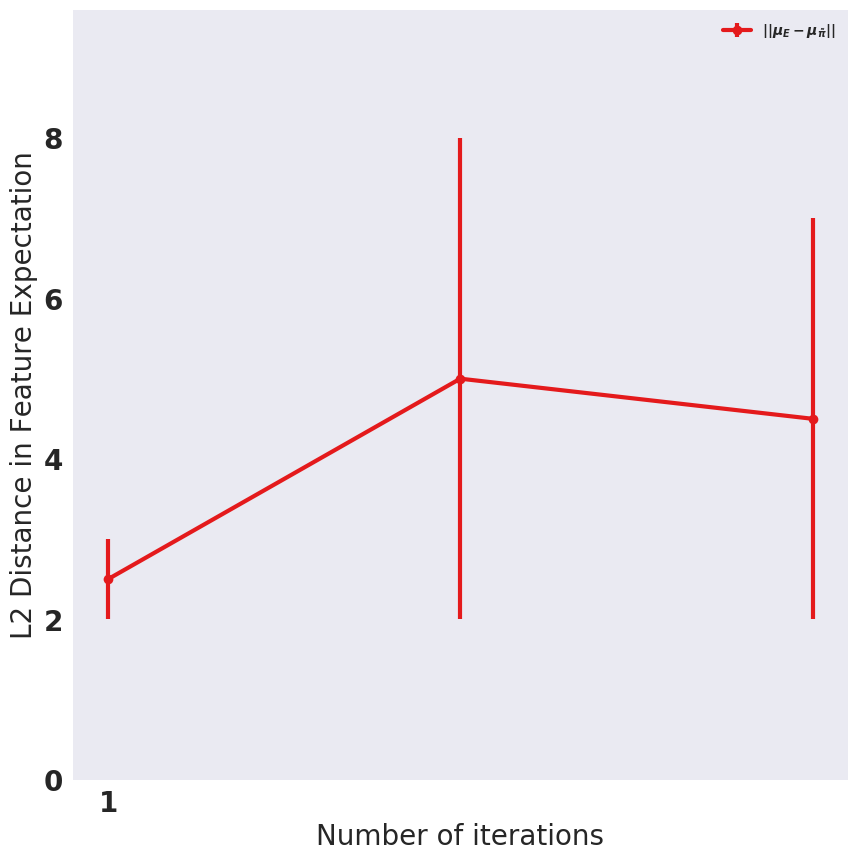 ||μE − μπ̃||
8
6
4
2
0
1
L2 Distance in Feature Expectation
Number of iterations